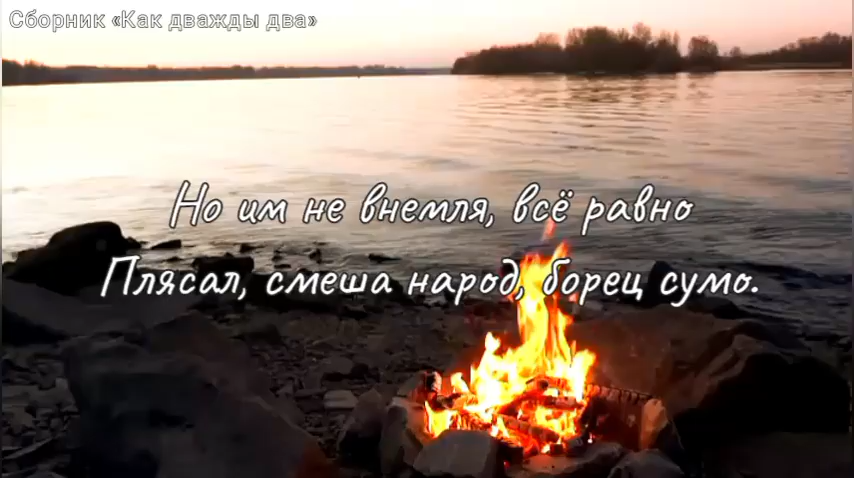 Сборник «Как дважды два»
Но им не внемля, всё равно
Плясал, смеша народ, борец сумо.